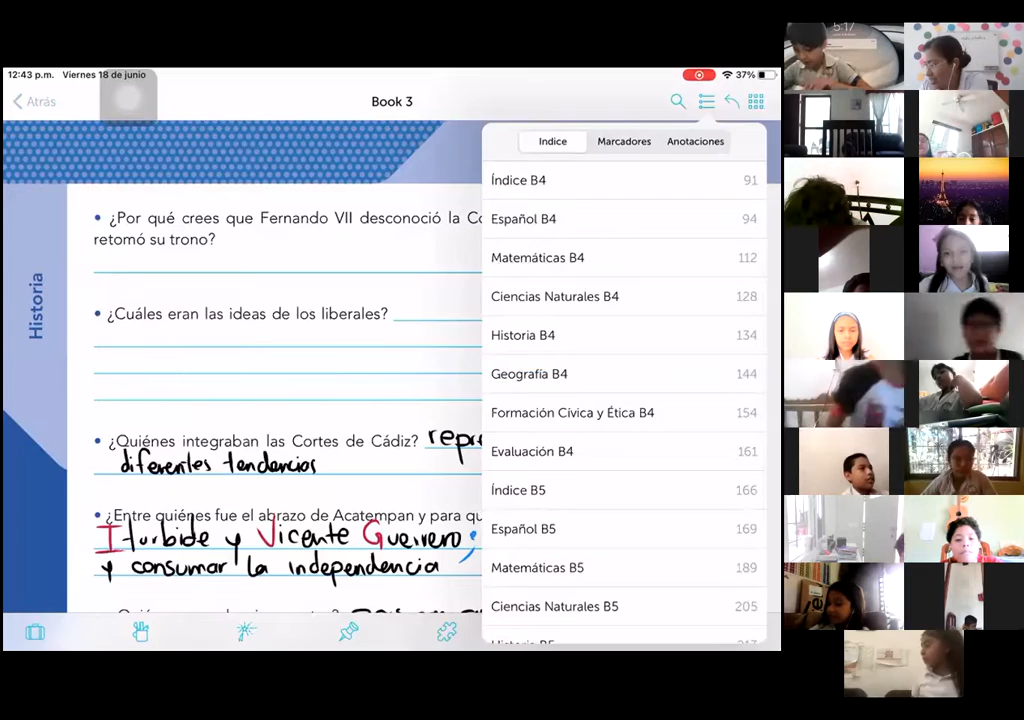 12:43 p.m. Viernes 18 de junio
37%
Atrás
Book 3
Indice Marcadores Anotaciones
Índice B4 91
Español B4 94
Matemáticas B4 112
Ciencias Naturales B4 128
Historia B4 134
Geografía B4 144
Formación Cívica y Ética B4 154
Evaluación B4 161
Índice B5 166
Español B5 169
Matemáticas B5 189
Ciencias Naturales B5 205
Historia
• ¿Por qué crees que Fernando VII desconoció la
retomó su trono?
• ¿Cuáles eran las ideas de los liberales?
• ¿Quiénes integraban las Cortes de Cádiz? repre
diferentes tendencias
• ¿Entre quiénes fue el abrazo de Acatempan y para qu
Iturbide y Vicente Guerrero;
y consumar la independencia
5:17